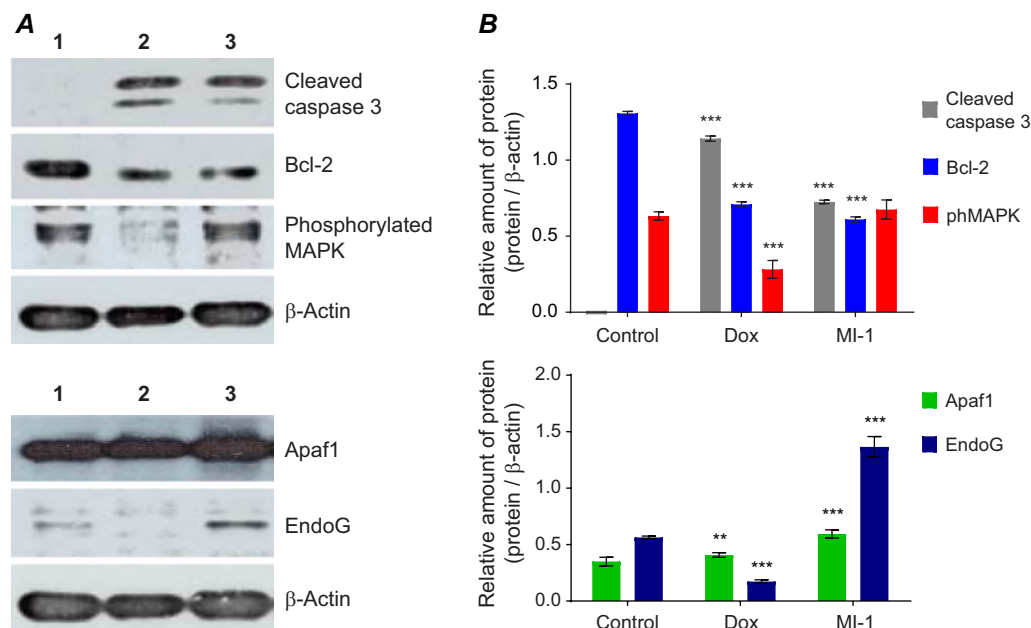 A
1 2 3
Cleaved
caspase 3
Bcl-2
Phosphorylated
MAPK
β-Actin
1 2 3
Apaf1
EndoG
β-Actin
B
Relative amount of protein
(protein / β-actin)
1.5
1.0
0.5
0.0
***
***
***
***
***
Control Dox MI-1
Cleaved
caspase 3
Bcl-2
phMAPK
Relative amount of protein
(protein / β-actin)
2.0
1.5
1.0
0.5
0.0
**
***
***
***
Control Dox MI-1
Apaf1
EndoG